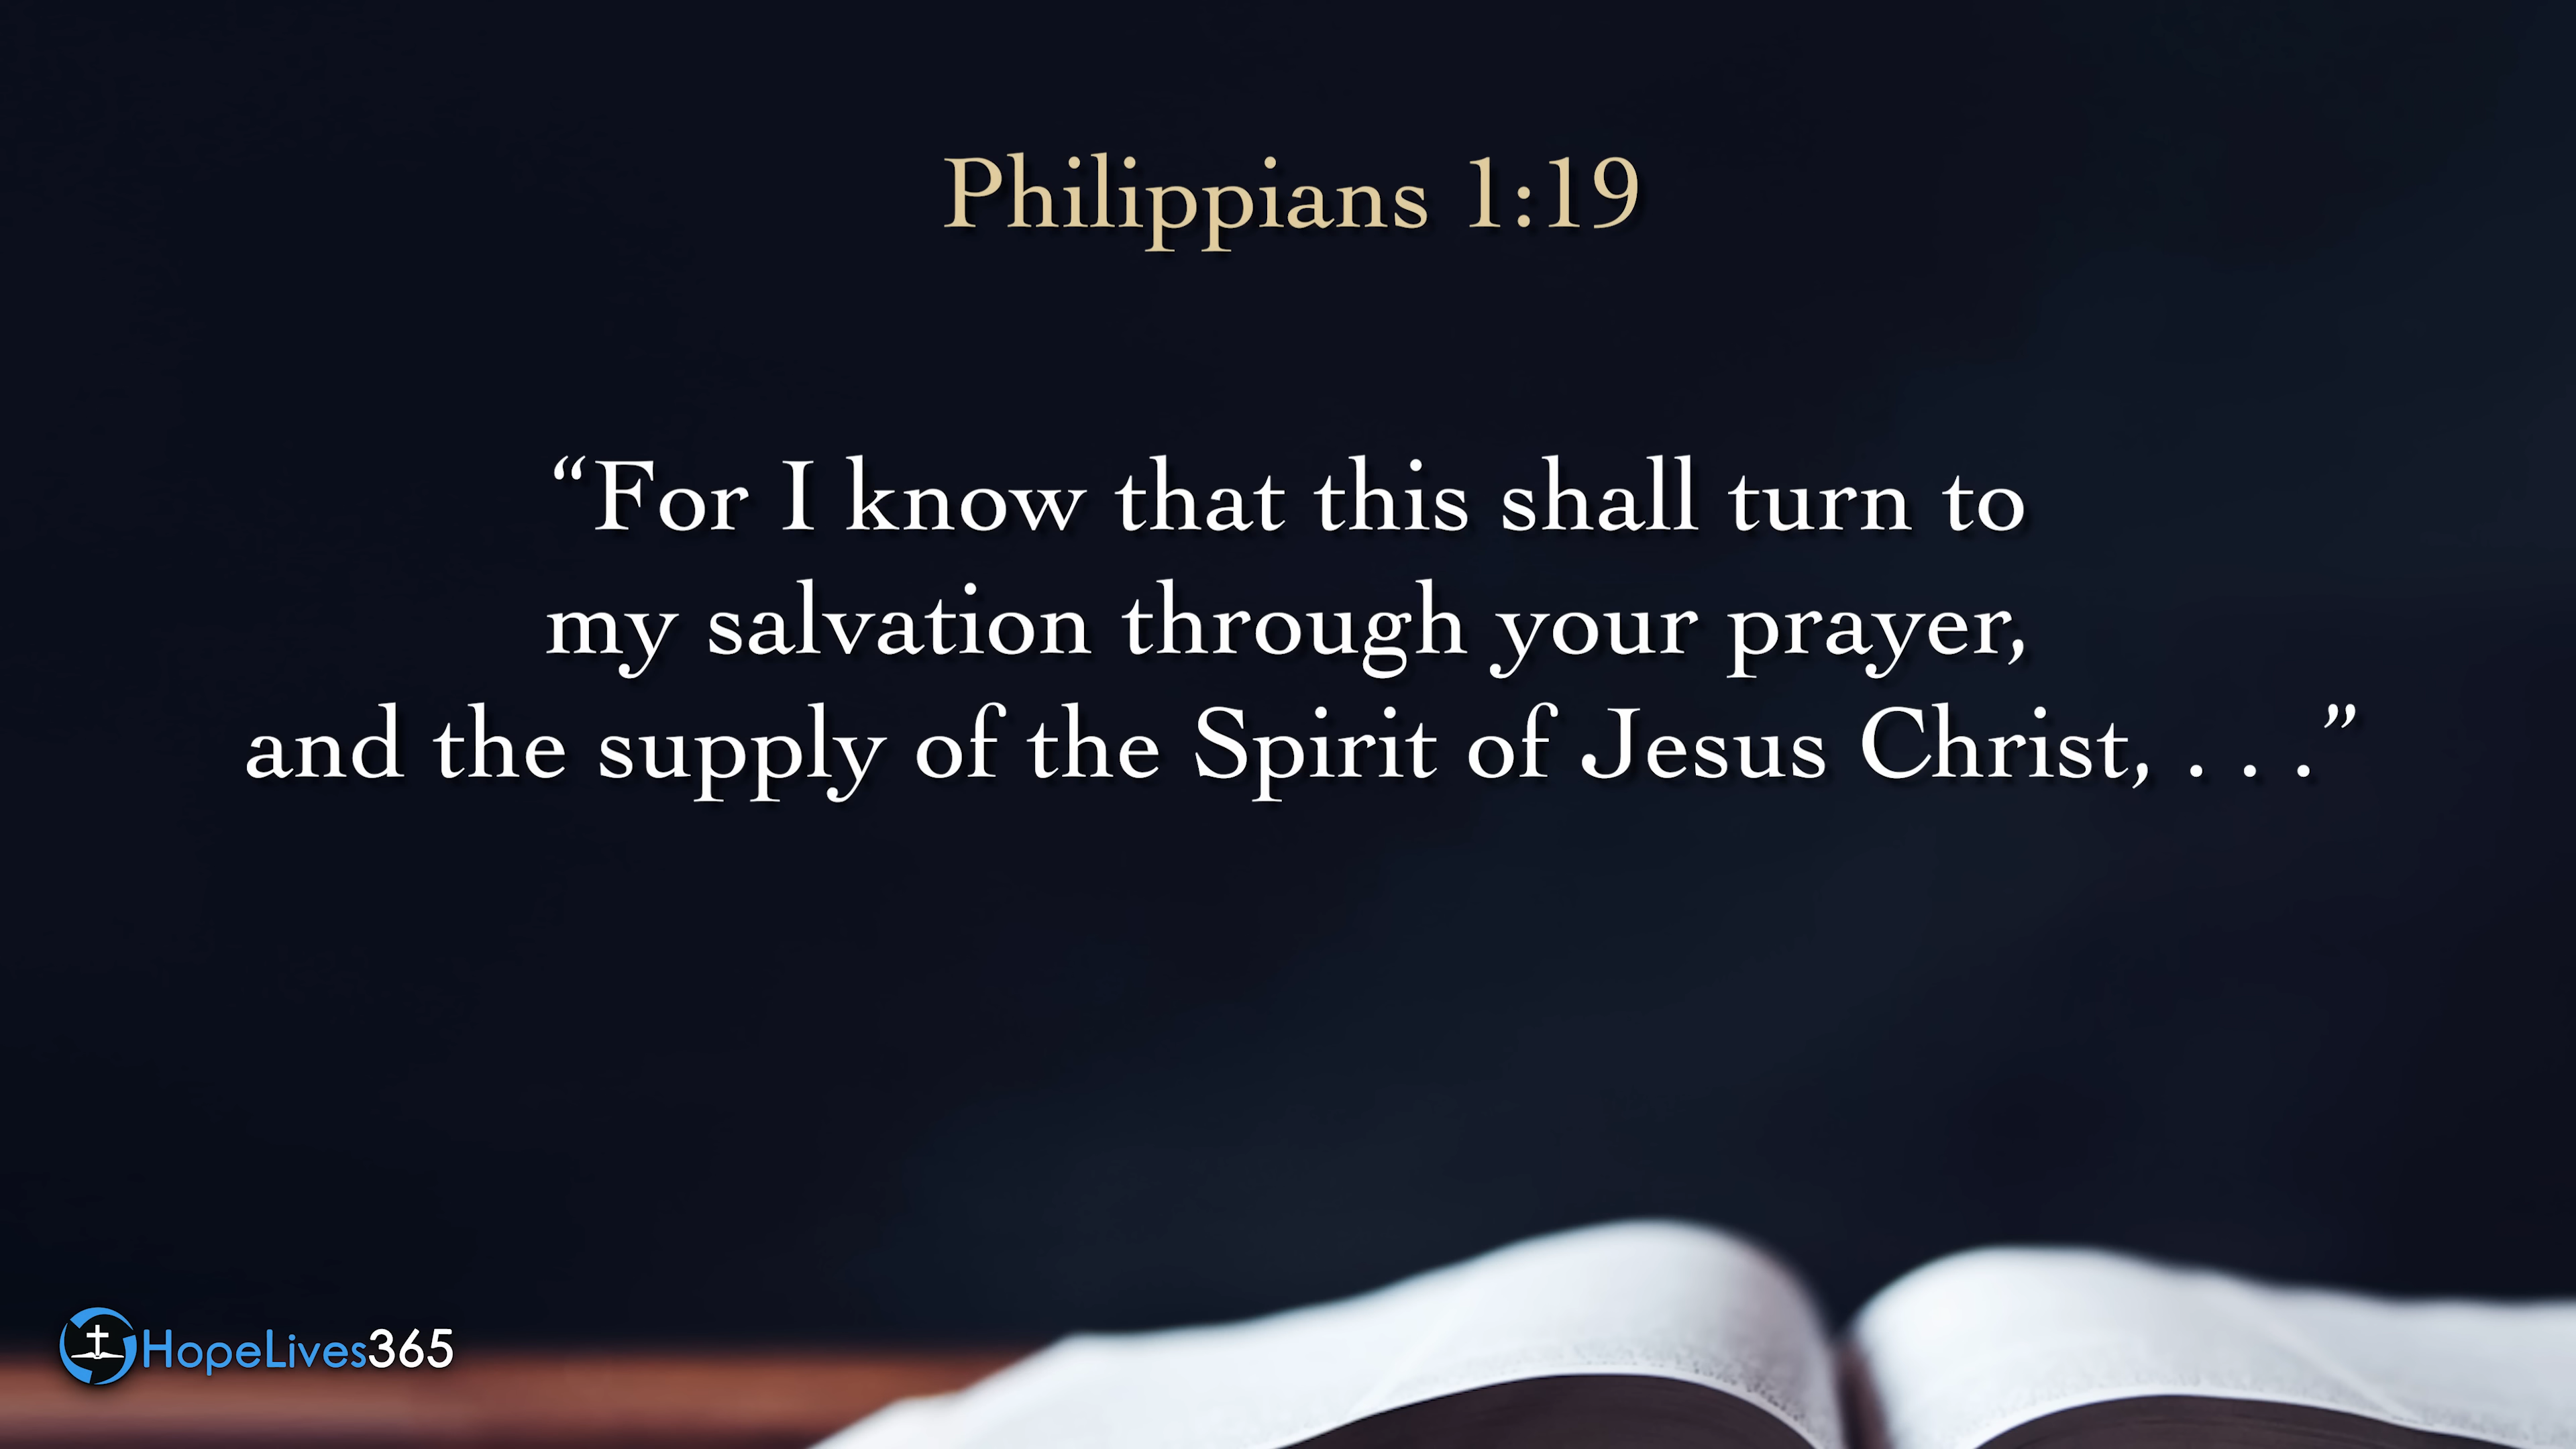 Philippians 1:19
“For I know that this shall turn to
my salvation through your prayer,
and the supply of the Spirit of Jesus Christ, . . .”
HopeLives365